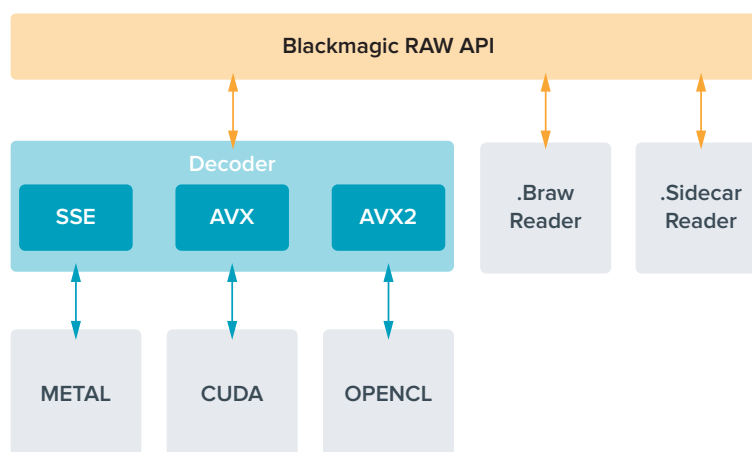 Blackmagic RAW API
Decoder
SSE
AVX
AVX2
.Braw
Reader
.Sidecar
Reader
METAL
CUDA
OPENCL